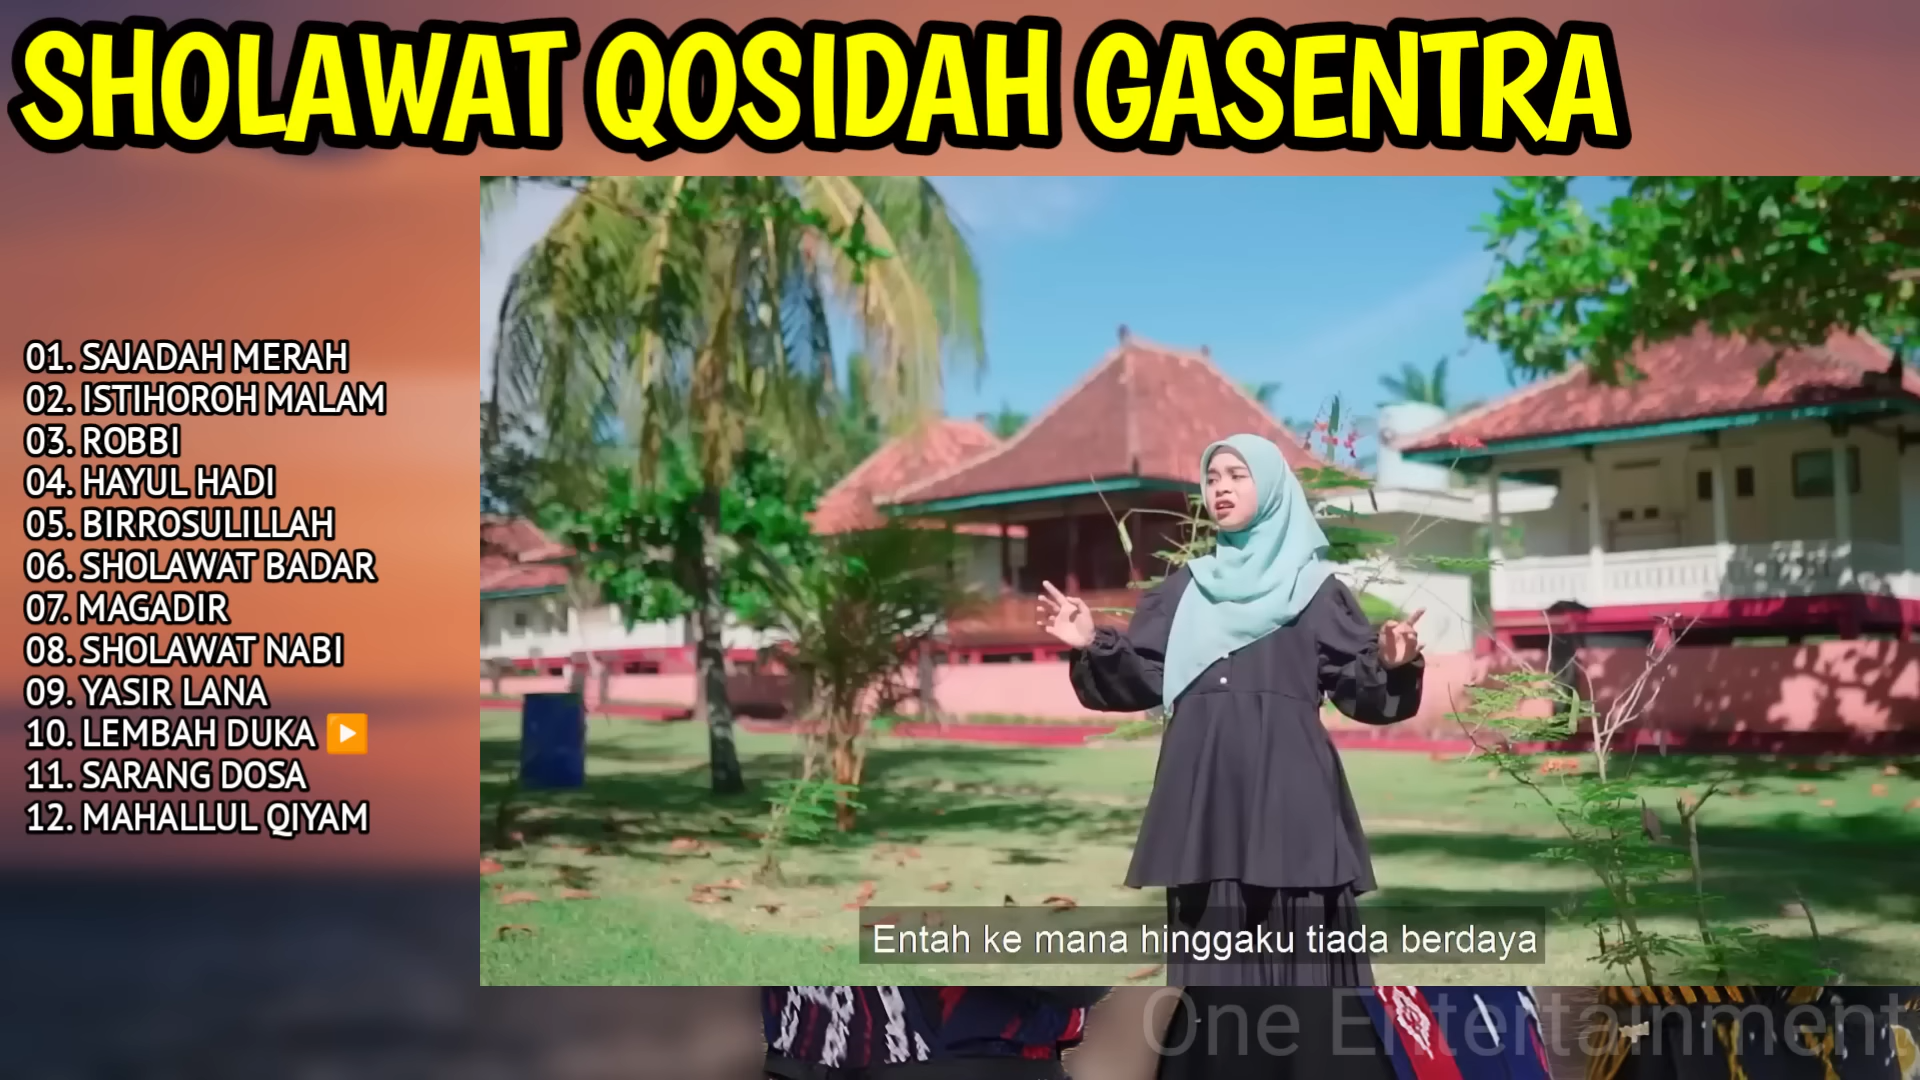 SHOLAWAT QOSIDAH GASENTRA
01. SAJADAH MERAH
02. ISTIHOROH MALAM
03. ROBBI
04. HAYUL HADI
05. BIRROSULILLAH
06. SHOLAWAT BADAR
07. MAGADIR
08. SHOLAWAT NABI
09. YASIR LANA
10. LEMBAH DUKA ▶️
11. SARANG DOSA
12. MAHALLUL QIYAM
Entah ke mana hinggaku tiada berdaya
One Entertainment